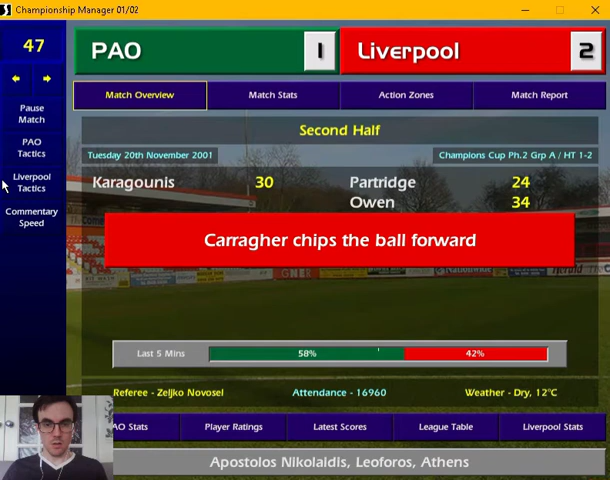 Championship Manager 01/02
47
PAO 1 Liverpool 2
Match Overview Match Stats Action Zones Match Report
Pause Match
PAO Tactics
Liverpool Tactics
Commentary Speed
Second Half
Tuesday 20th November 2001 Champions Cup Ph.2 Grp A / HT 1-2
Karagounis 30 Partridge 24
Owen 34
Carragher chips the ball forward
Last 5 Mins 58% 42%
Referee - Zeljko Novosel Attendance - 16960 Weather - Dry, 12°C
AO Stats Player Ratings Latest Scores League Table Liverpool Stats
Apostolos Nikolaidis, Leoforos, Athens